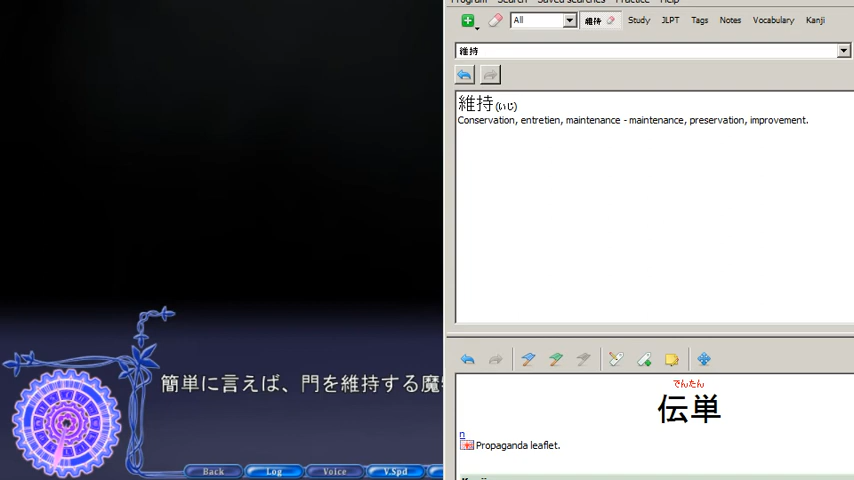 Program Search Saved searches Practice Help
All 維持 Study JLPT Tags Notes Vocabulary Kanji
維持
維持(いじ)
Conservation, entretien, maintenance - maintenance, preservation, improvement.
簡単に言えば、門を維持する魔
Back Log Voice V.Spd
でんたん
伝単
n
Propaganda leaflet.